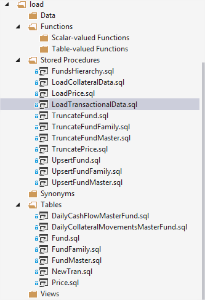 load
Data
Functions
Scalar-valued Functions
Table-valued Functions
Stored Procedures
FundsHierarchy.sql
LoadCollateralData.sql
LoadPrice.sql
LoadTransactionalData.sql
TruncateFund.sql
TruncateFundFamily.sql
TruncateFundMaster.sql
TruncatePrice.sql
UpsertFund.sql
UpsertFundFamily.sql
UpsertFundMaster.sql
Synonyms
Tables
DailyCashFlowMasterFund.sql
DailyCollateralMovementsMasterFund.sql
Fund.sql
FundFamily.sql
FundMaster.sql
NewTran.sql
Price.sql
Views